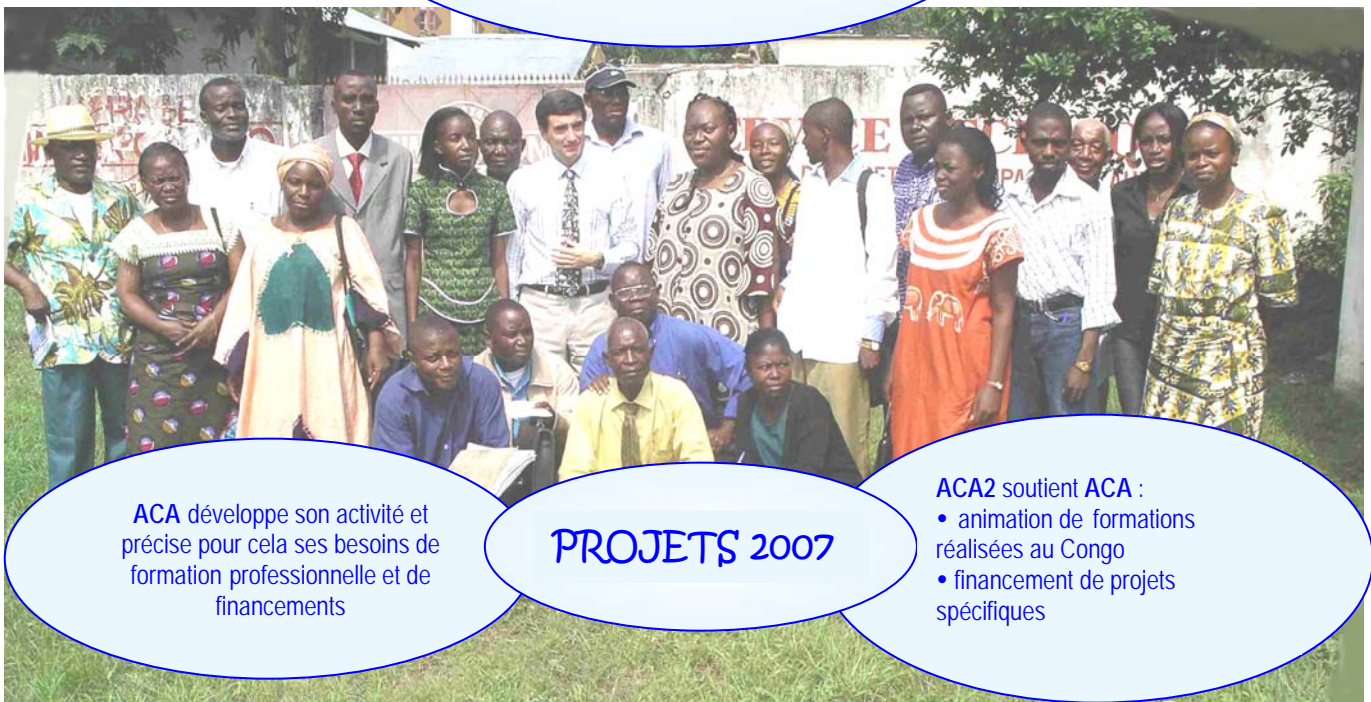 ACA développe son activité et
précise pour cela ses besoins de
formation professionnelle et de
financements
PROJETS 2007
ACA2 soutient ACA :
• animation de formations
réalisées au Congo
• financement de projets
spécifiques